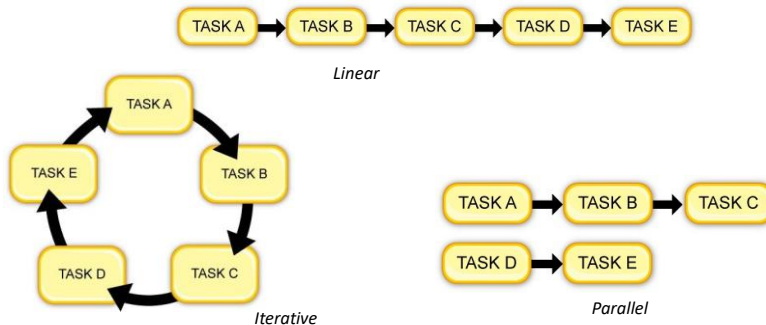 TASK A TASK B TASK C TASK D TASK E
Linear
TASK A
TASK E TASK B
TASK D TASK C
Iterative
TASK A TASK B TASK C
TASK D TASK E
Parallel